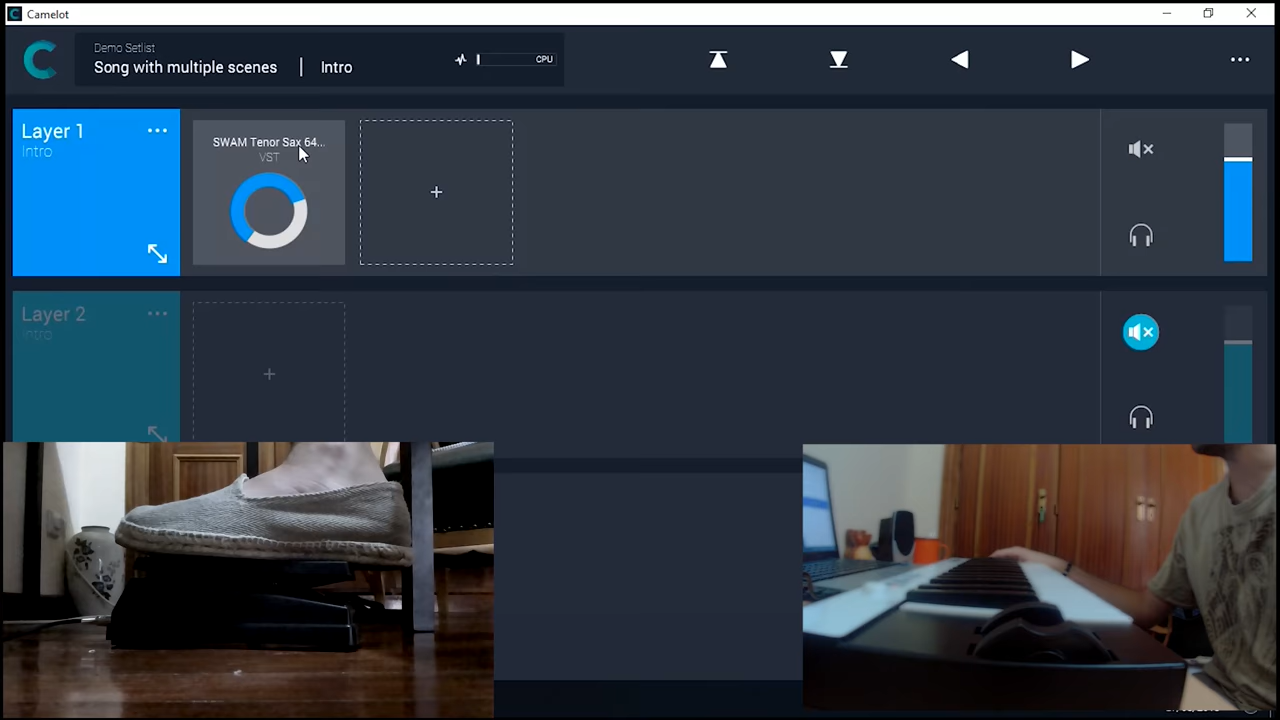 Camelot
Demo Setlist
Song with multiple scenes | Intro
CPU
Layer 1
Intro
SWAM Tenor Sax 64...
VST
+
Layer 2
Intro
+